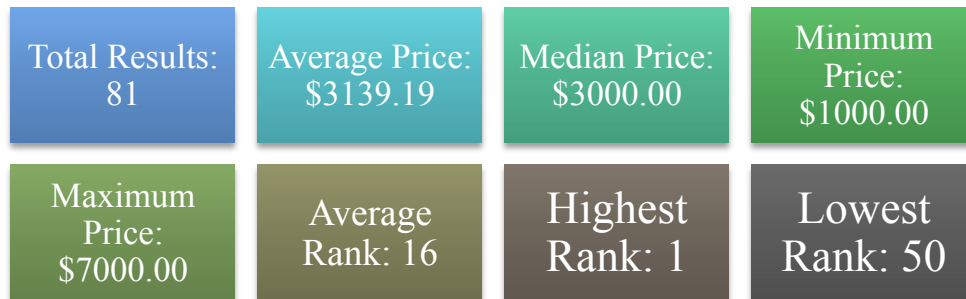 Total Results:
81
Average Price:
$3139.19
Median Price:
$3000.00
Minimum
Price:
$1000.00
Maximum
Price:
$7000.00
Average
Rank: 16
Highest
Rank: 1
Lowest
Rank: 50